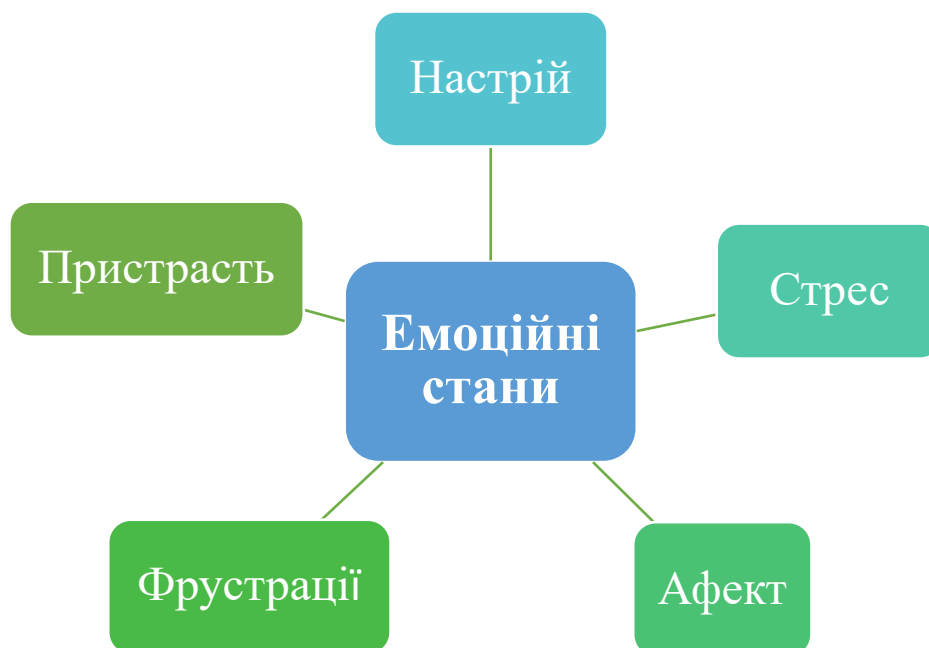 Настрій
Пристрасть
Стрес
Емоційні
стани
Фрустрації
Афект